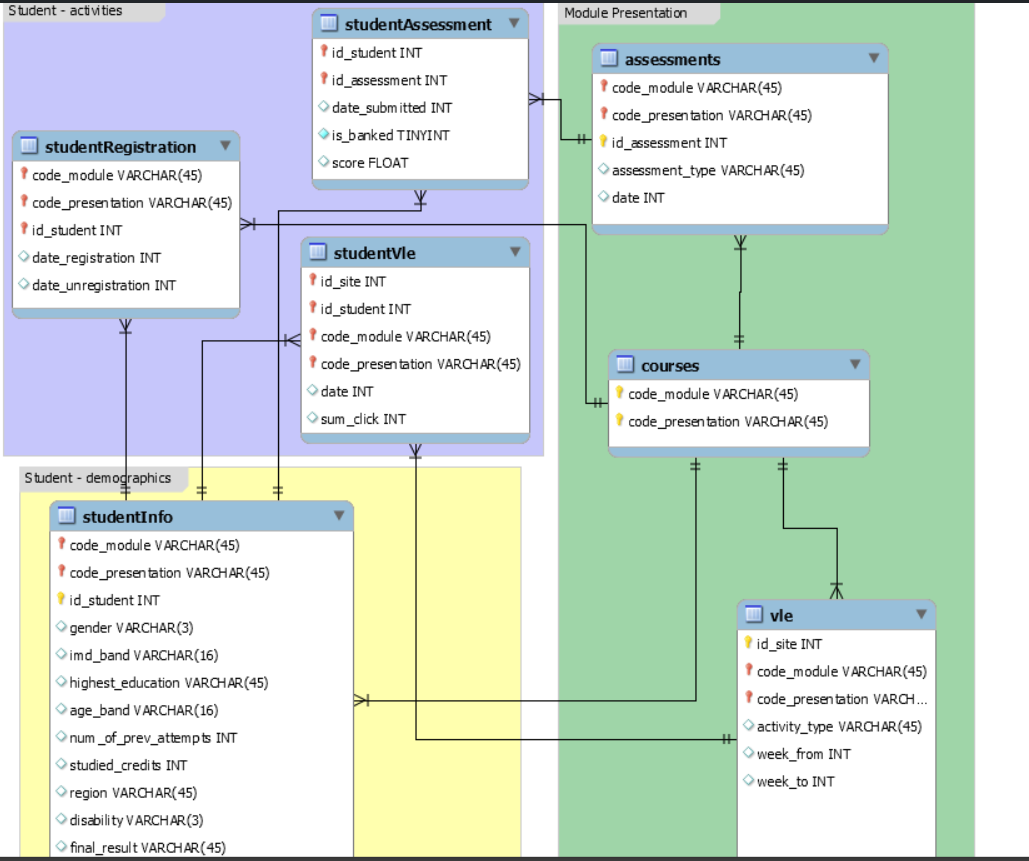 Student - activities
studentAssessment
id_student INT
id_assessment INT
date_submitted INT
is_banked TINYINT
score FLOAT
studentRegistration
code_module VARCHAR(45)
code_presentation VARCHAR(45)
id_student INT
date_registration INT
date_unregistration INT
studentVle
id_site INT
id_student INT
code_module VARCHAR(45)
code_presentation VARCHAR(45)
date INT
sum_click INT
Student - demographics
studentInfo
code_module VARCHAR(45)
code_presentation VARCHAR(45)
id_student INT
gender VARCHAR(3)
imd_band VARCHAR(16)
highest_education VARCHAR(45)
age_band VARCHAR(16)
num_of_prev_attempts INT
studied_credits INT
region VARCHAR(45)
disability VARCHAR(3)
final_result VARCHAR(45)
Module Presentation
assessments
code_module VARCHAR(45)
code_presentation VARCHAR(45)
id_assessment INT
assessment_type VARCHAR(45)
date INT
courses
code_module VARCHAR(45)
code_presentation VARCHAR(45)
vle
id_site INT
code_module VARCHAR(45)
code_presentation VARCH...
activity_type VARCHAR(45)
week_from INT
week_to INT